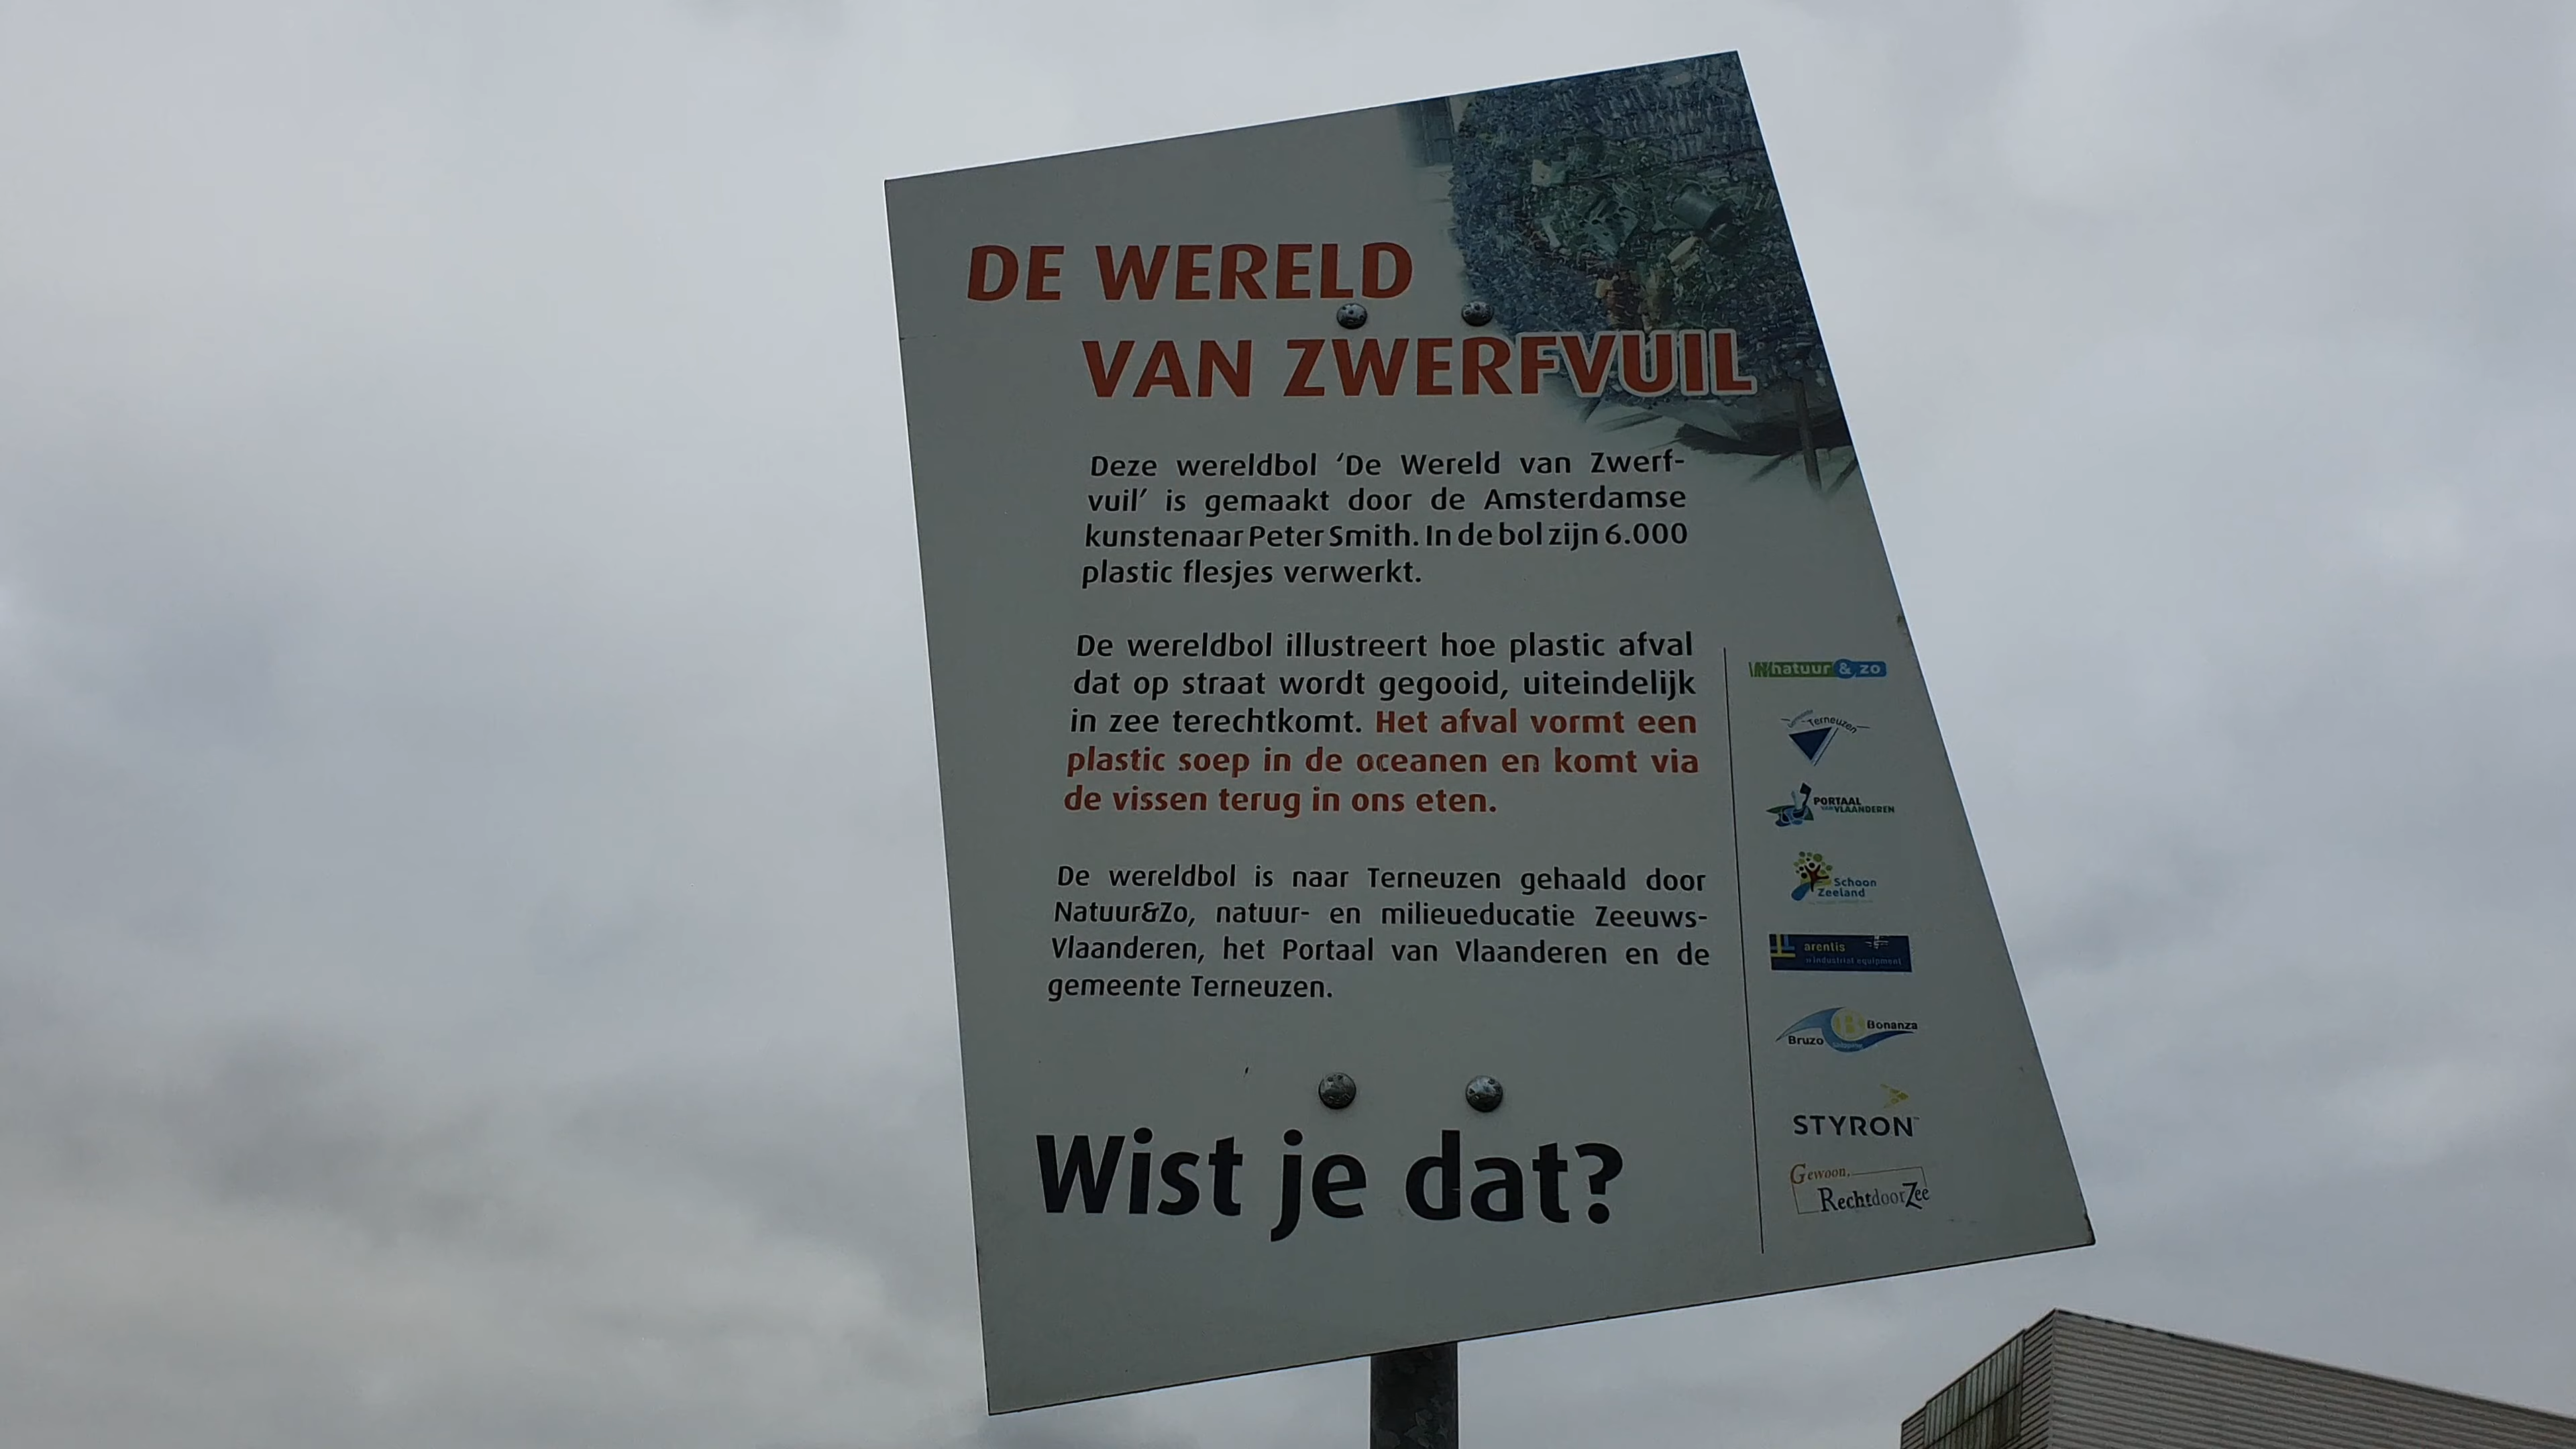 DE WERELD
VAN ZWERFVUIL
Deze wereldbol ‘De Wereld van Zwerf-
vuil’ is gemaakt door de Amsterdamse
kunstenaar Peter Smith. In de bol zijn 6.000
plastic flesjes verwerkt.
De wereldbol illustreert hoe plastic afval
dat op straat wordt gegooid, uiteindelijk
in zee terechtkomt. Het afval vormt een
plastic soep in de oceanen en komt via
de vissen terug in ons eten.
De wereldbol is naar Terneuzen gehaald door
Natuur&Zo, natuur- en milieueducatie Zeeuws-
Vlaanderen, het Portaal van Vlaanderen en de
gemeente Terneuzen.
Wist je dat?
natuur & zo
Gemeente Terneuzen
PORTAAL
VAN VLAANDEREN
Schoon
Zeeland
arentis
industrial equipment
Bonanza
Bruzo
STYRON™
Gewoon,
RechtdoorZee